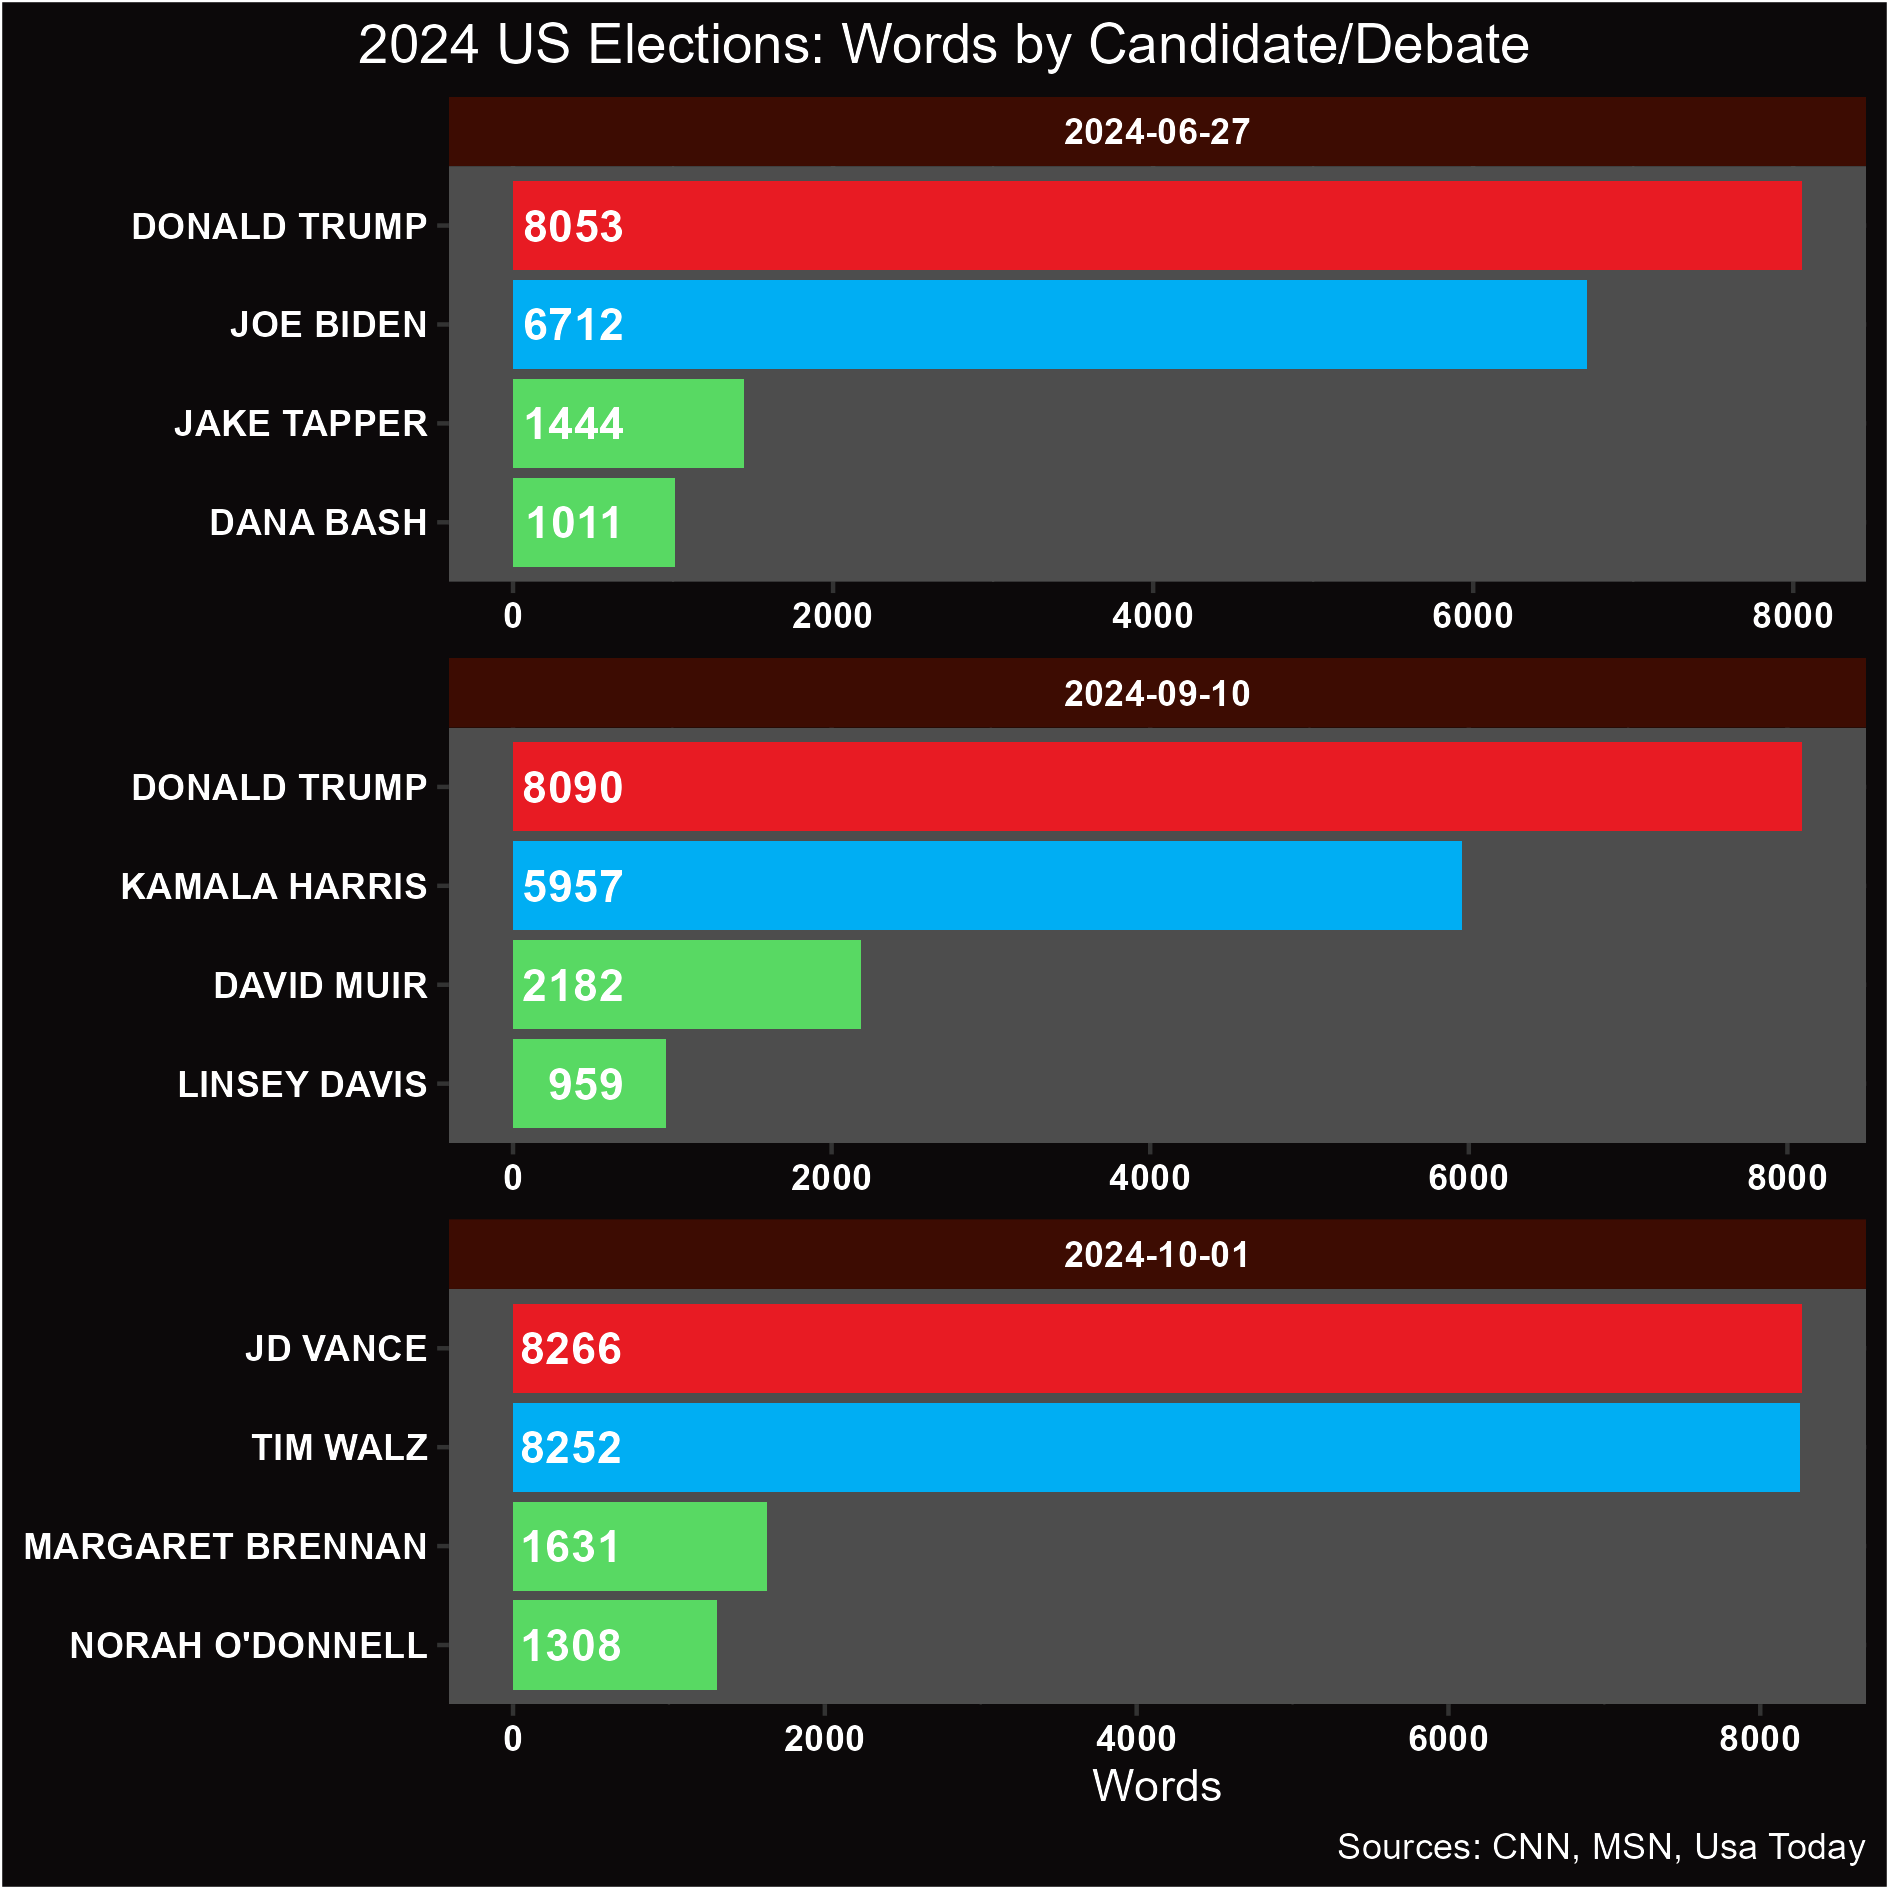 2024 US Elections: Words by Candidate/Debate
2024-06-27
DONALD TRUMP 8053
JOE BIDEN 6712
JAKE TAPPER 1444
DANA BASH 1011
0 2000 4000 6000 8000
2024-09-10
DONALD TRUMP 8090
KAMALA HARRIS 5957
DAVID MUIR 2182
LINSEY DAVIS 959
0 2000 4000 6000 8000
2024-10-01
JD VANCE 8266
TIM WALZ 8252
MARGARET BRENNAN 1631
NORAH O'DONNELL 1308
0 2000 4000 6000 8000
Words
Sources: CNN, MSN, Usa Today